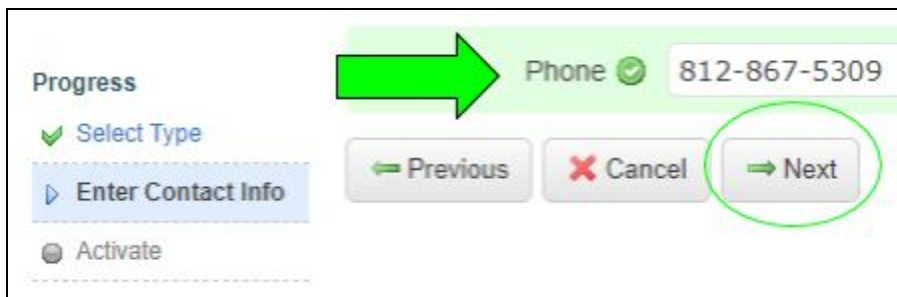 Progress
Select Type
Enter Contact Info
Activate
Phone 812-867-5309
Previous Cancel Next